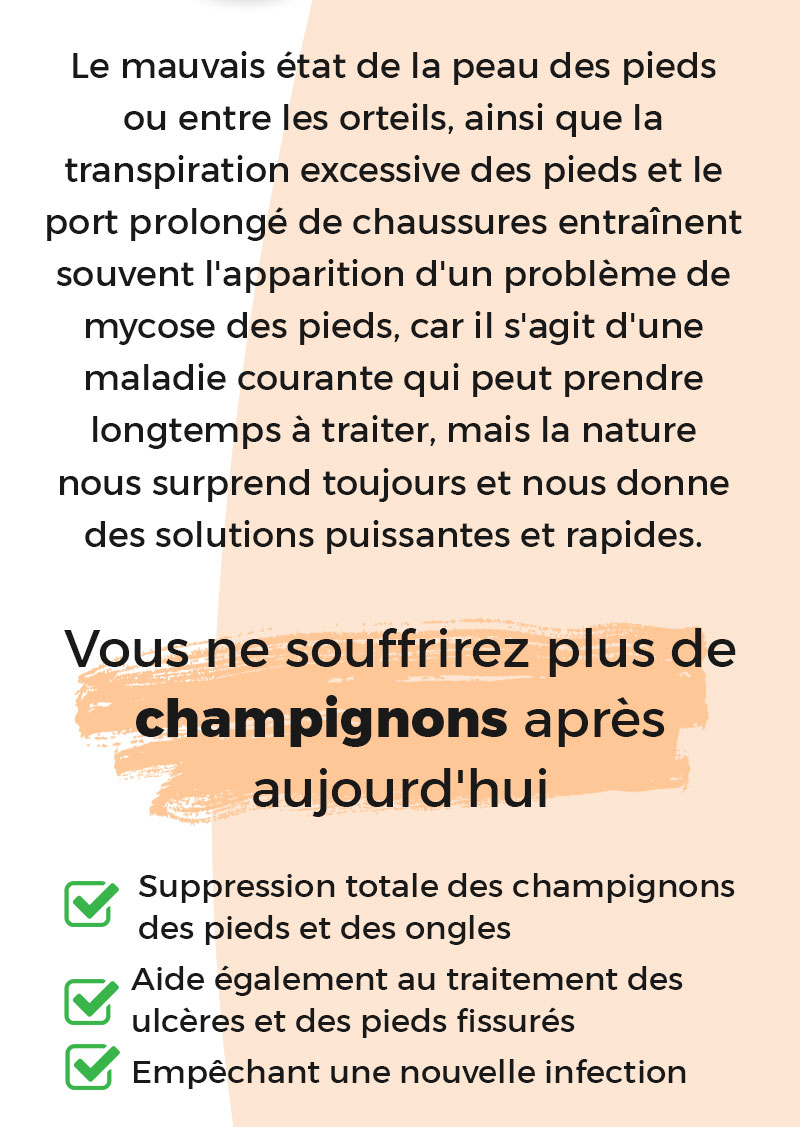 Le mauvais état de la peau des pieds
ou entre les orteils, ainsi que la
transpiration excessive des pieds et le
port prolongé de chaussures entraînent
souvent l'apparition d'un problème de
mycose des pieds, car il s'agit d'une
maladie courante qui peut prendre
longtemps à traiter, mais la nature
nous surprend toujours et nous donne
des solutions puissantes et rapides.
Vous ne souffrirez plus de
champignons après
aujourd'hui
Suppression totale des champignons
des pieds et des ongles
Aide également au traitement des
ulcères et des pieds fissurés
Empêchant une nouvelle infection